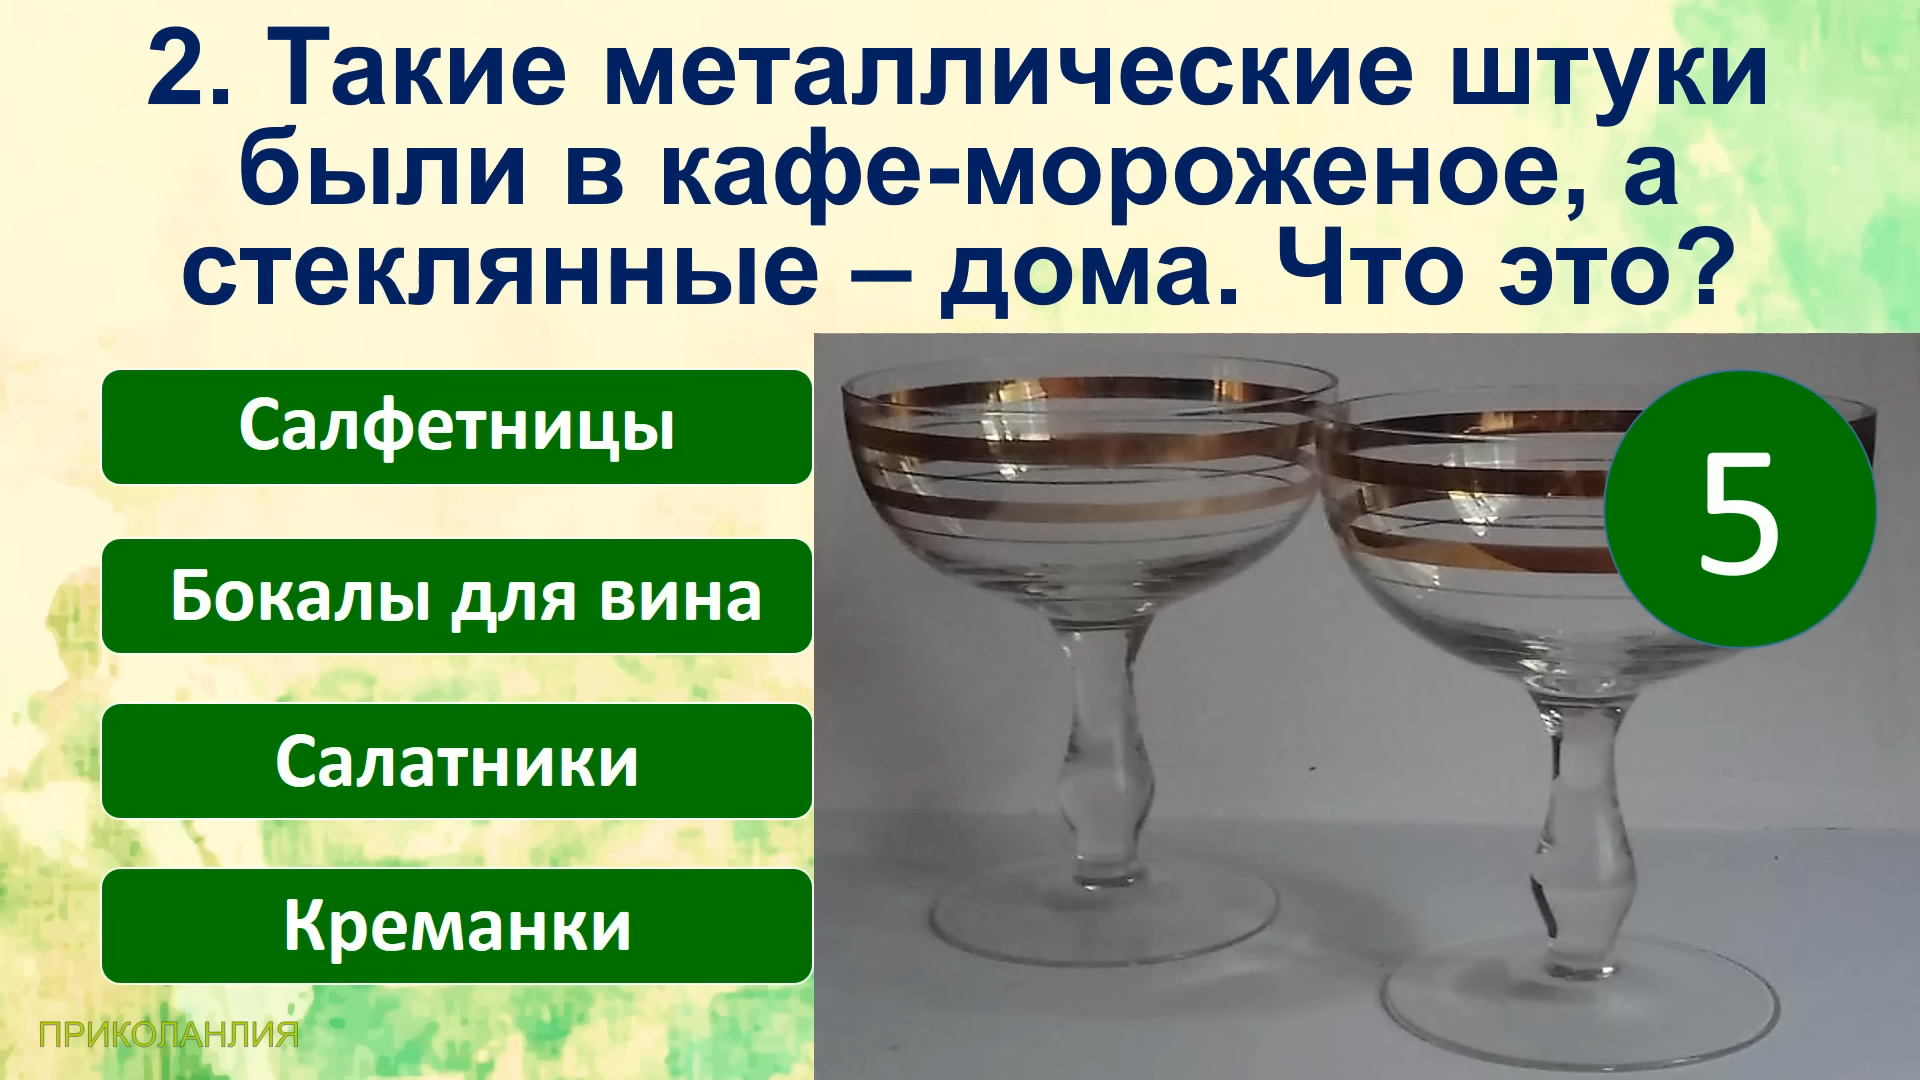 2. Такие металлические штуки
были в кафе-мороженое, а
стеклянные – дома. Что это?
Салфетницы
5
Бокалы для вина
Салатники
Креманки
ПРИКОЛАНЛИЯ